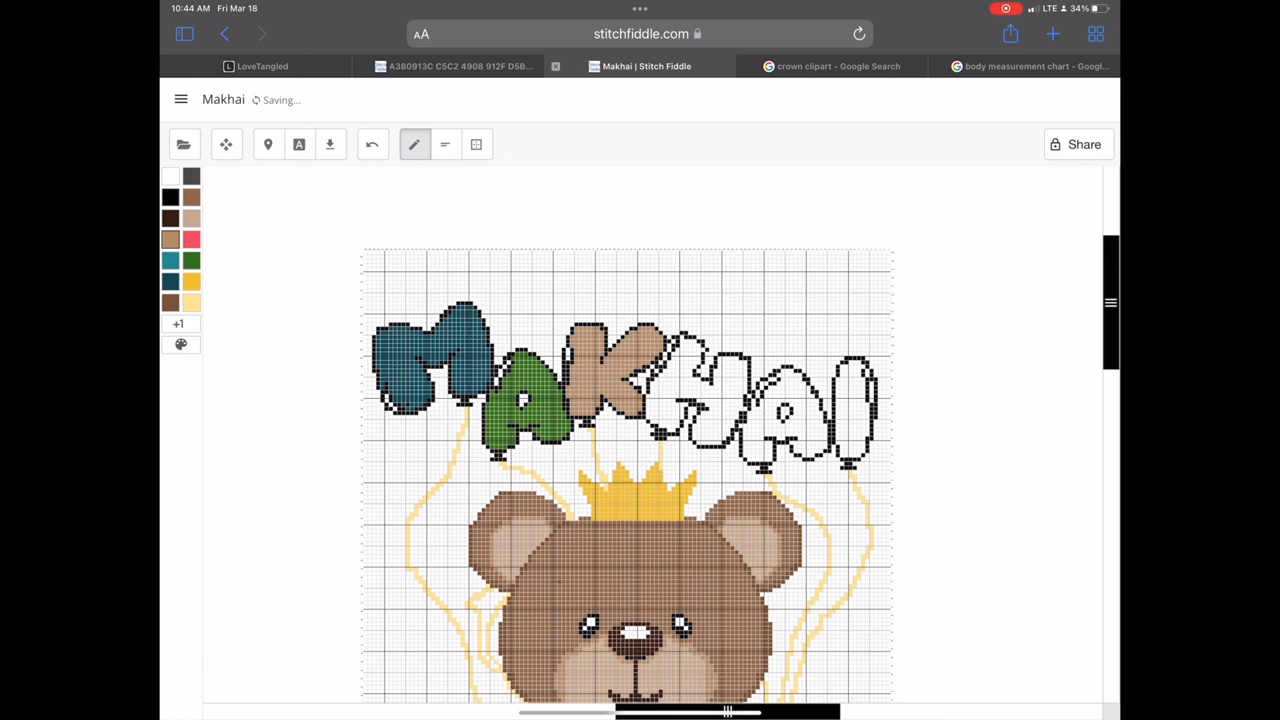 10:44 AM Fri Mar 18
LTE 34%
AA stitchfiddle.com
LoveTangled
A380913C C5C2 4908 912F D5B...
Makhai | Stitch Fiddle
crown clipart - Google Search
body measurement chart - Googl...
Makhai Saving...
A
Share
+1
MAKHAI